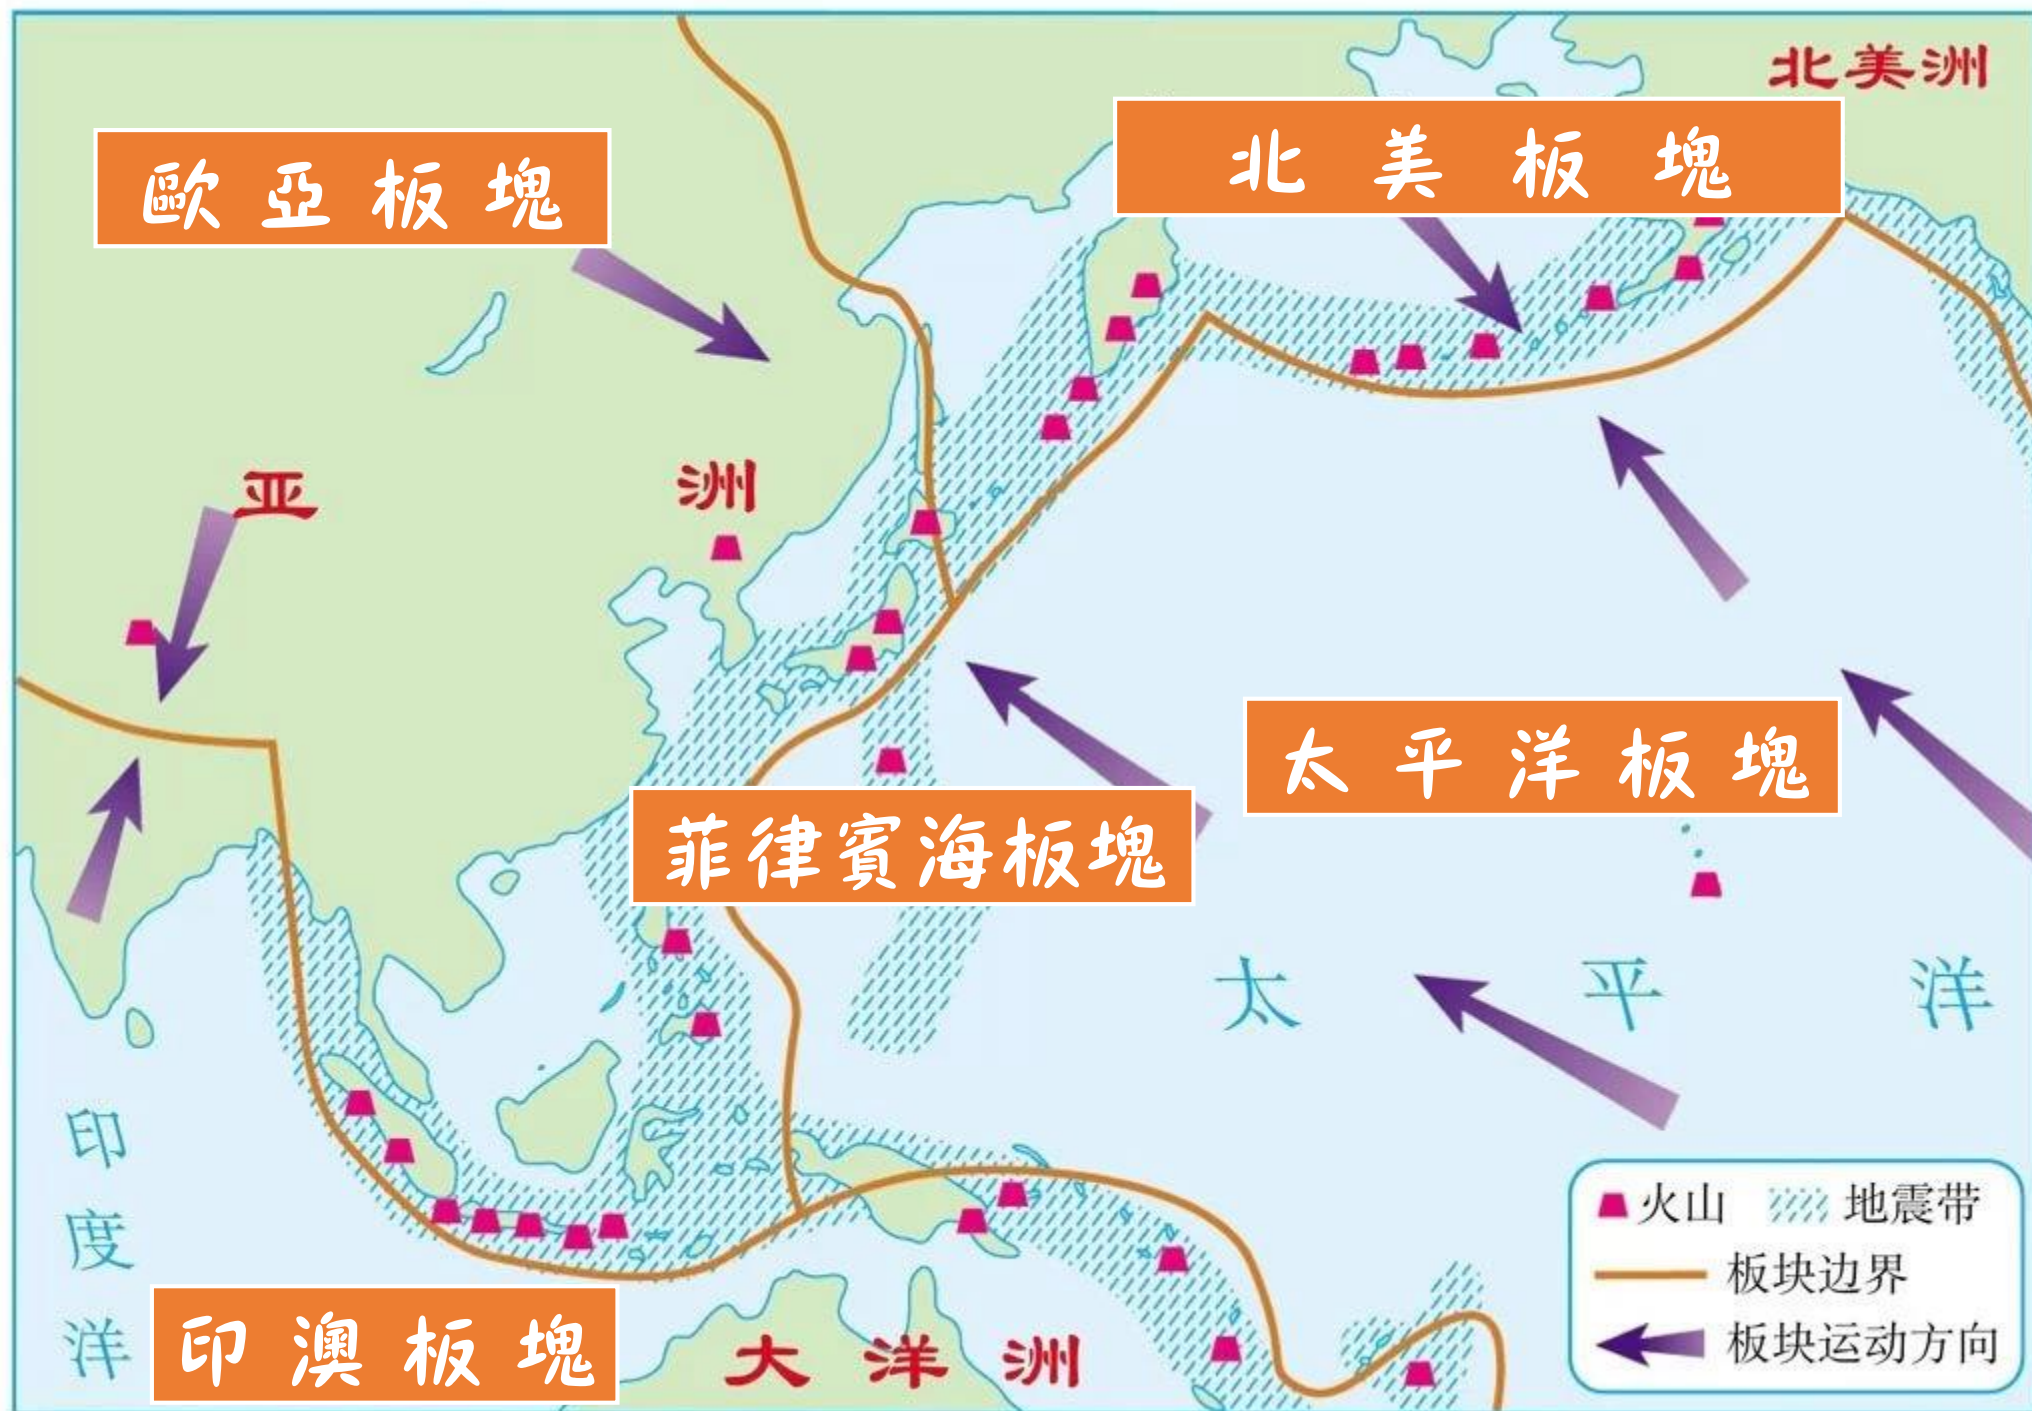 北美洲
北美板塊
歐亞板塊
亚洲
太平洋板塊
菲律賓海板塊
太平洋
印度洋
火山 地震带
板块边界
板块运动方向
印澳板塊
大洋洲